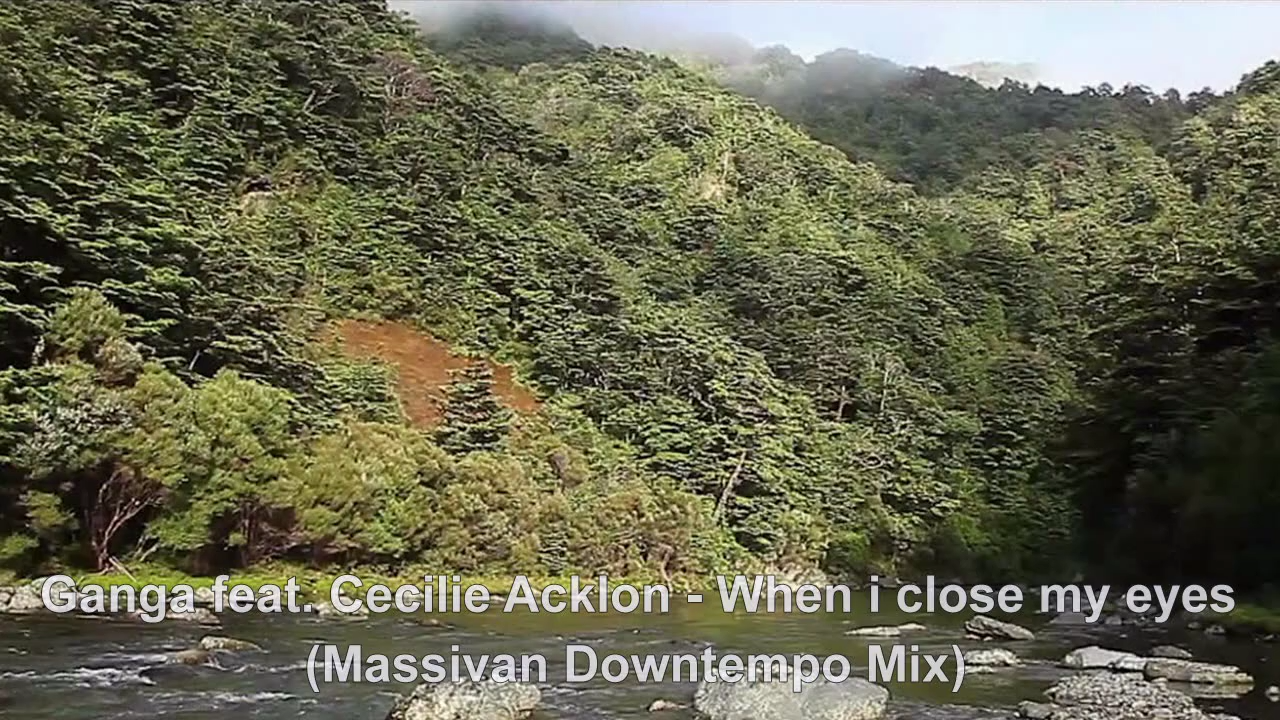 Ganga feat. Cecilie Acklon - When i close my eyes
(Massivan Downtempo Mix)